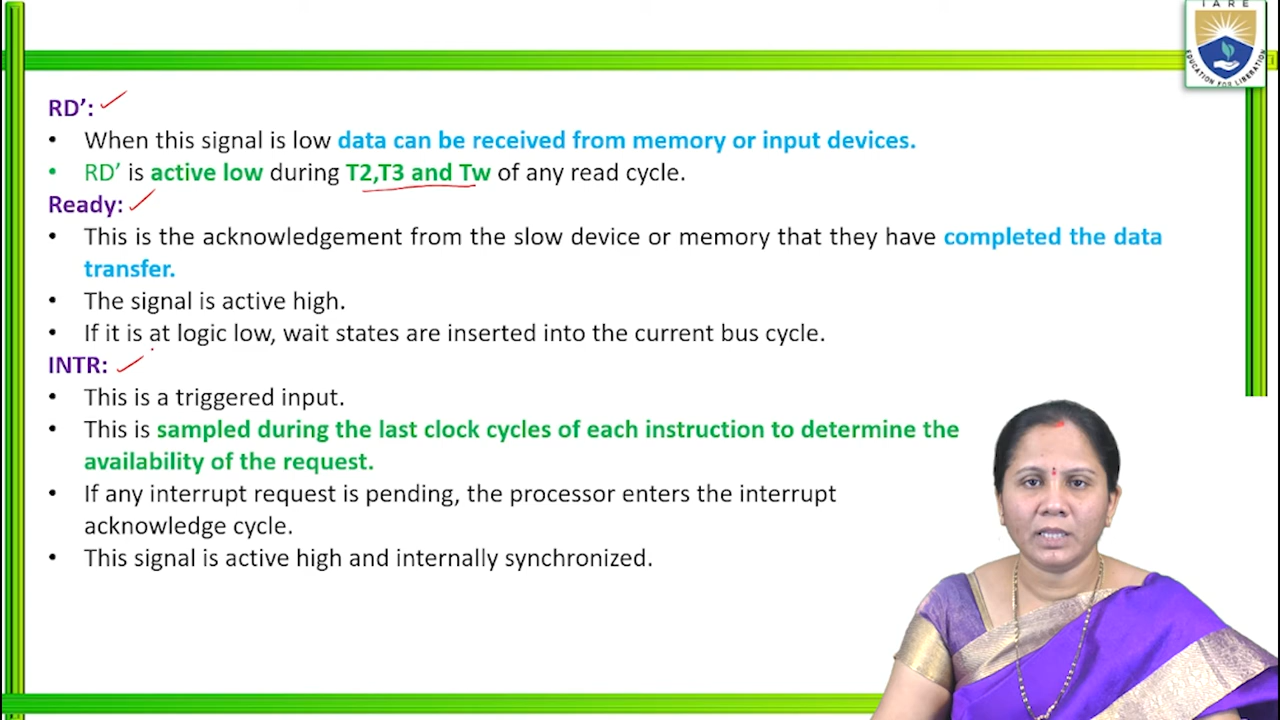 IARE
EDUCATION FOR LIBERATION
RD’:
• When this signal is low data can be received from memory or input devices.
• RD’ is active low during T2,T3 and Tw of any read cycle.
Ready:
• This is the acknowledgement from the slow device or memory that they have completed the data
transfer.
• The signal is active high.
• If it is at logic low, wait states are inserted into the current bus cycle.
INTR:
• This is a triggered input.
• This is sampled during the last clock cycles of each instruction to determine the
availability of the request.
• If any interrupt request is pending, the processor enters the interrupt
acknowledge cycle.
• This signal is active high and internally synchronized.